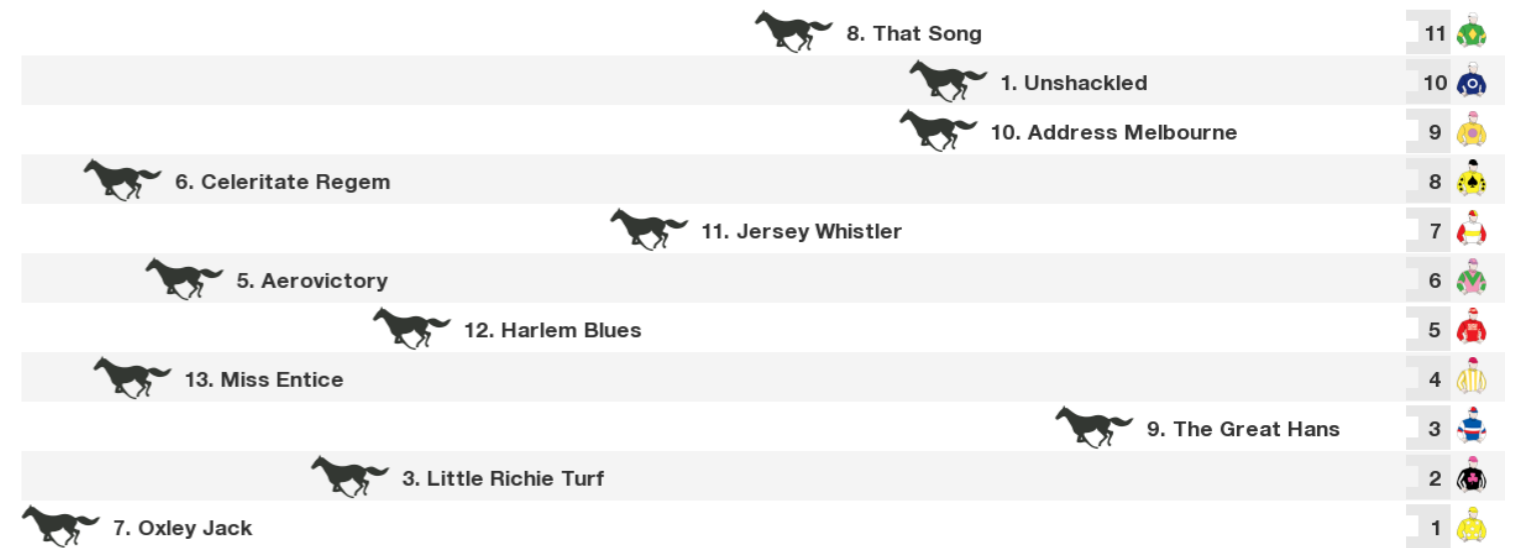 8. That Song 11
1. Unshackled 10
10. Address Melbourne 9
6. Celeritate Regem 8
11. Jersey Whistler 7
5. Aerovictory 6
12. Harlem Blues 5
13. Miss Entice 4
9. The Great Hans 3
3. Little Richie Turf 2
7. Oxley Jack 1